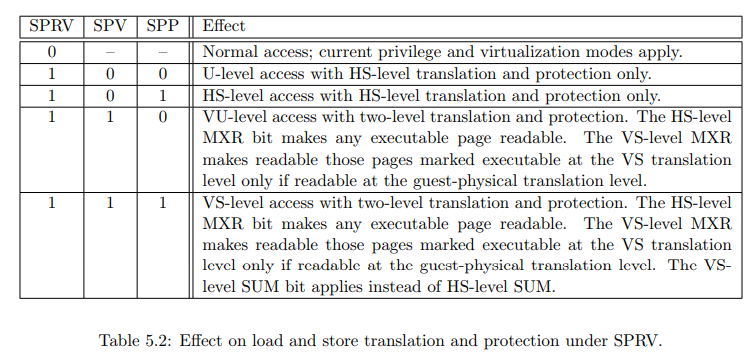 SPRV SPV SPP Effect
0 – – Normal access; current privilege and virtualization modes apply.
1 0 0 U-level access with HS-level translation and protection only.
1 0 1 HS-level access with HS-level translation and protection only.
1 1 0 VU-level access with two-level translation and protection. The HS-level
MXR bit makes any executable page readable. The VS-level MXR
makes readable those pages marked executable at the VS translation
level only if readable at the guest-physical translation level.
1 1 1 VS-level access with two-level translation and protection. The HS-level
MXR bit makes any executable page readable. The VS-level MXR
makes readable those pages marked executable at the VS translation
level only if readable at the guest-physical translation level. The VS-
level SUM bit applies instead of HS-level SUM.
Table 5.2: Effect on load and store translation and protection under SPRV.